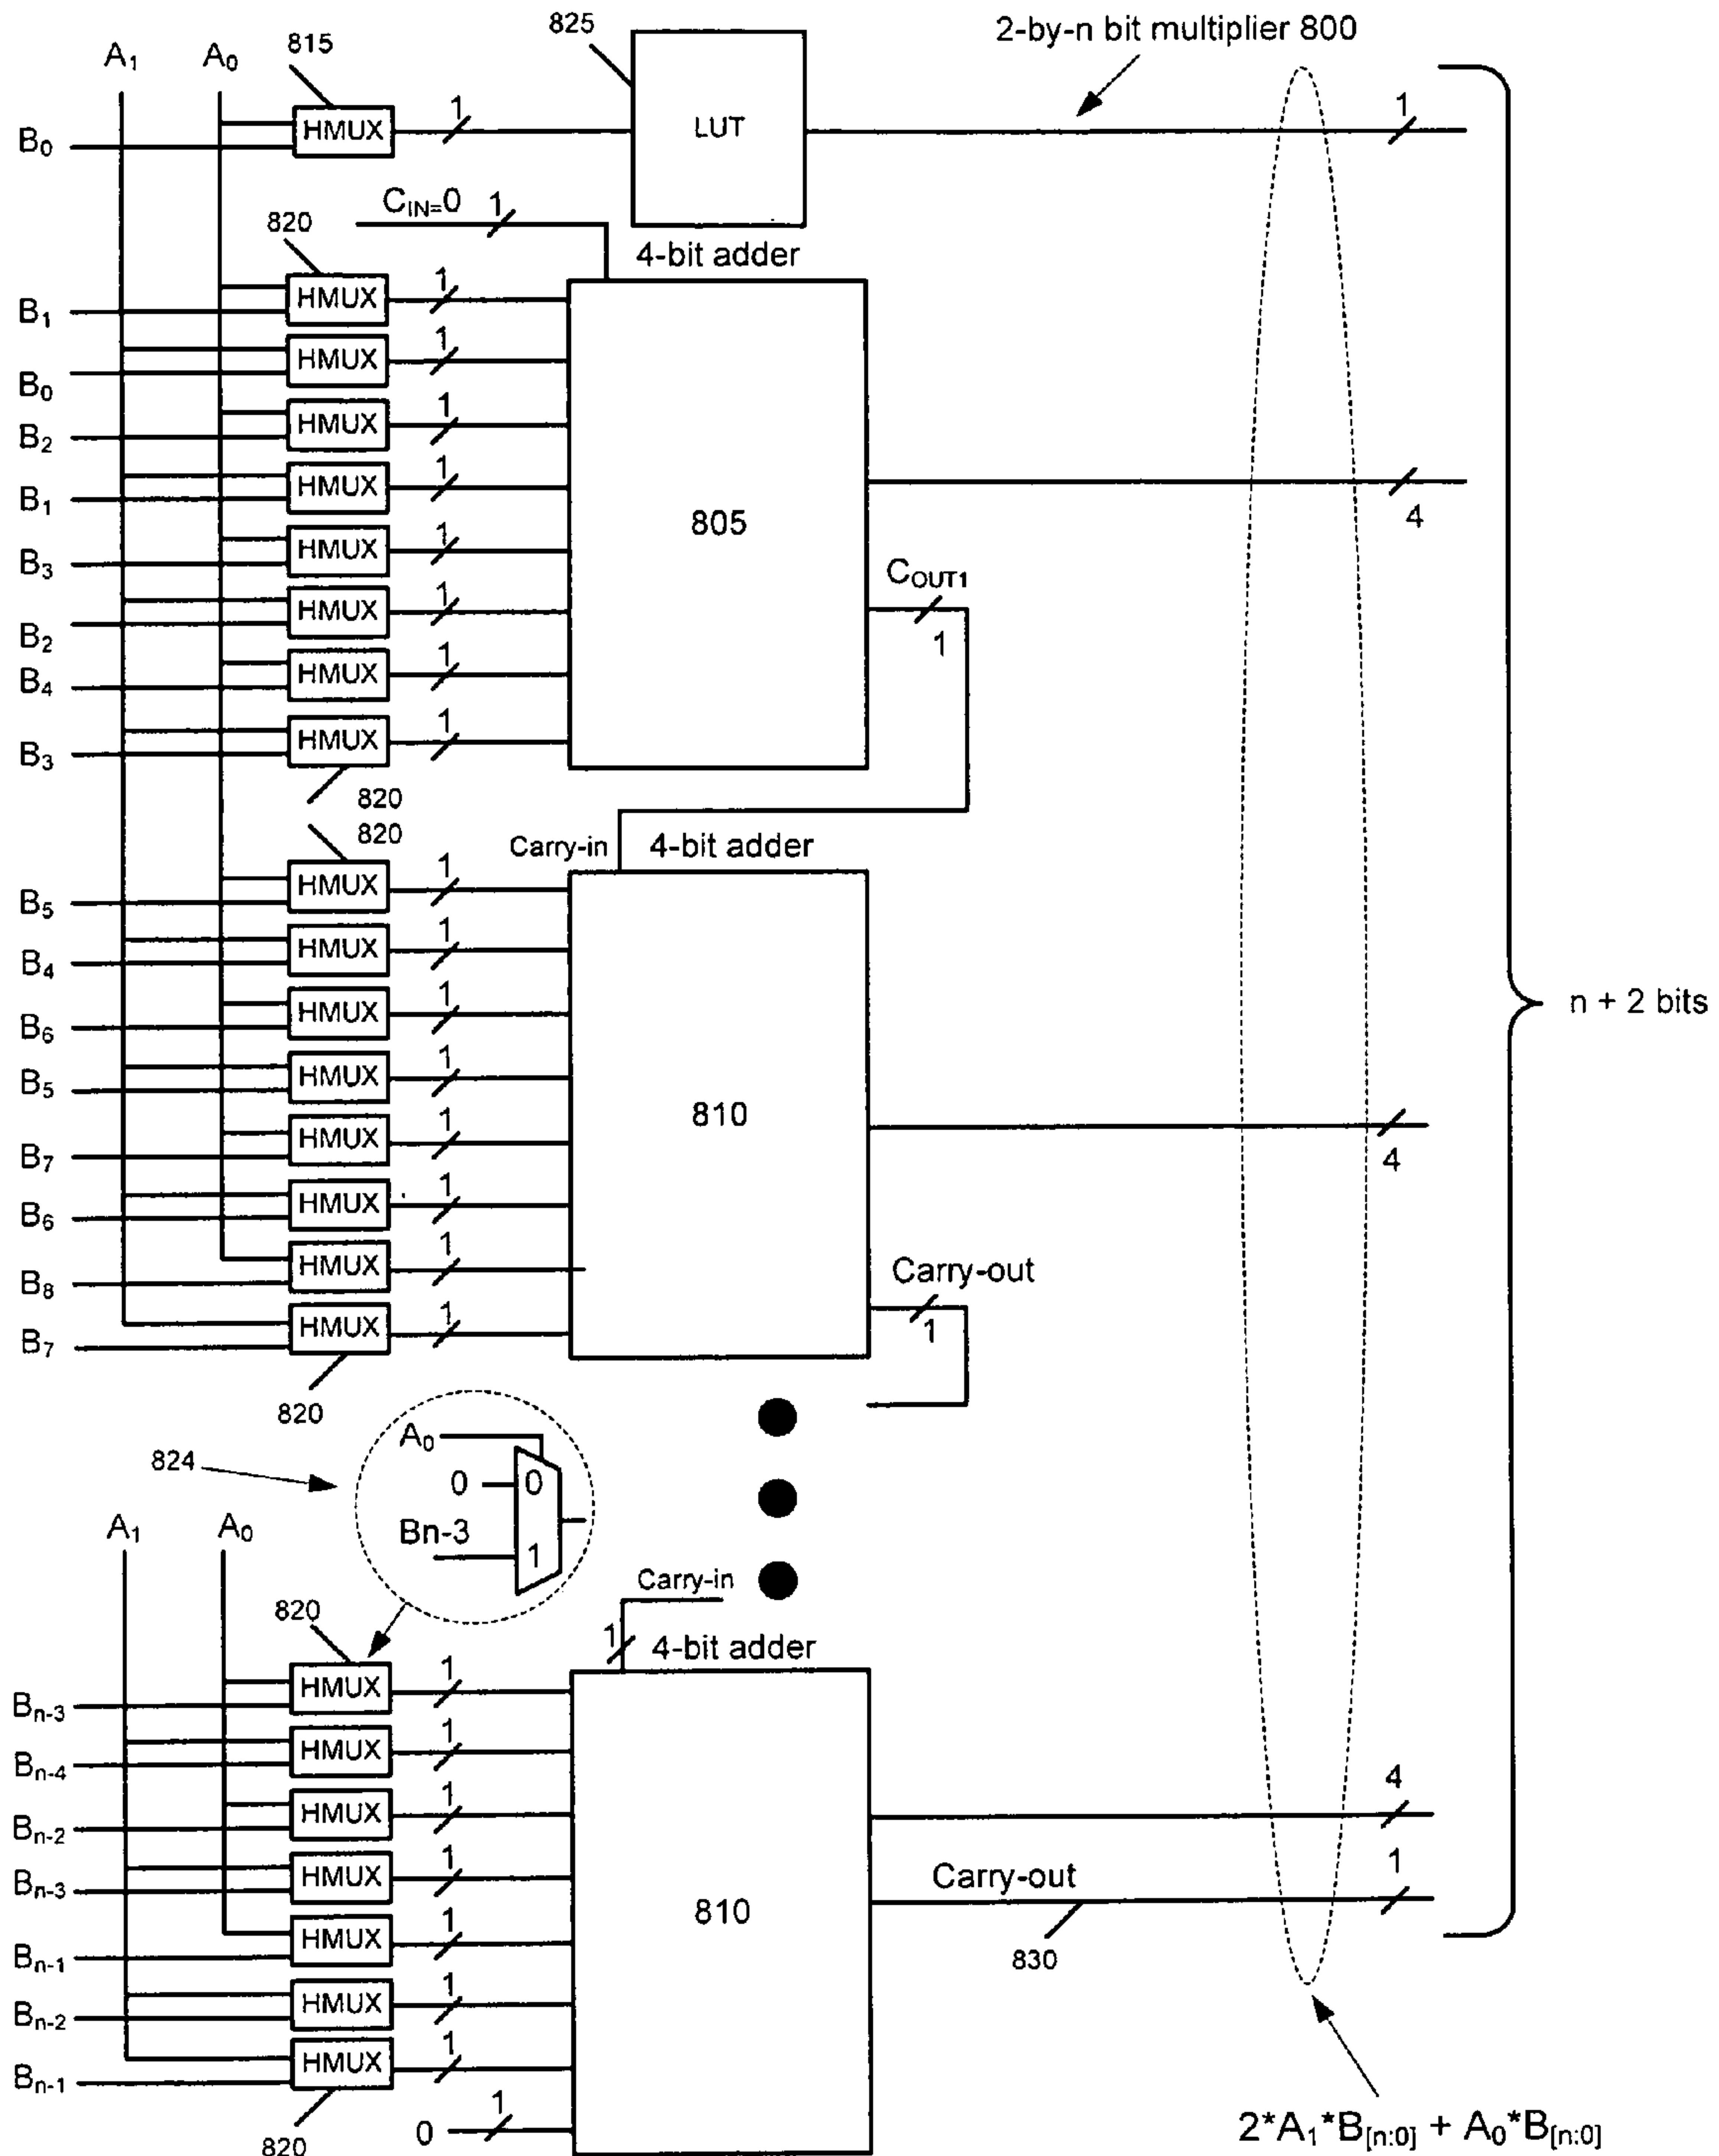 2-by-n bit multiplier 800
825
815
A₁
A₀
B₀
HMUX
1
LUT
1
C_IN=0
1
820
4-bit adder
B₁
HMUX
1
B₀
HMUX
1
B₂
HMUX
1
B₁
HMUX
1
805
4
B₃
HMUX
1
C_OUT1
1
B₂
HMUX
1
B₄
HMUX
1
B₃
HMUX
1
820
820
Carry-in
4-bit adder
B₅
HMUX
1
B₄
HMUX
1
B₆
HMUX
1
n + 2 bits
B₅
HMUX
1
810
4
B₇
HMUX
1
B₆
HMUX
1
B₈
HMUX
1
Carry-out
1
B₇
HMUX
1
820
824
A₀
0
0
Bn-3
1
A₁
A₀
Carry-in
1
820
4-bit adder
Bₙ₋₃
HMUX
1
Bₙ₋₄
HMUX
1
4
Bₙ₋₂
HMUX
1
Bₙ₋₃
HMUX
1
Carry-out
1
810
830
Bₙ₋₁
HMUX
1
Bₙ₋₂
HMUX
1
Bₙ₋₁
HMUX
1
820
0
1
2*A₁*B[n:0] + A₀*B[n:0]